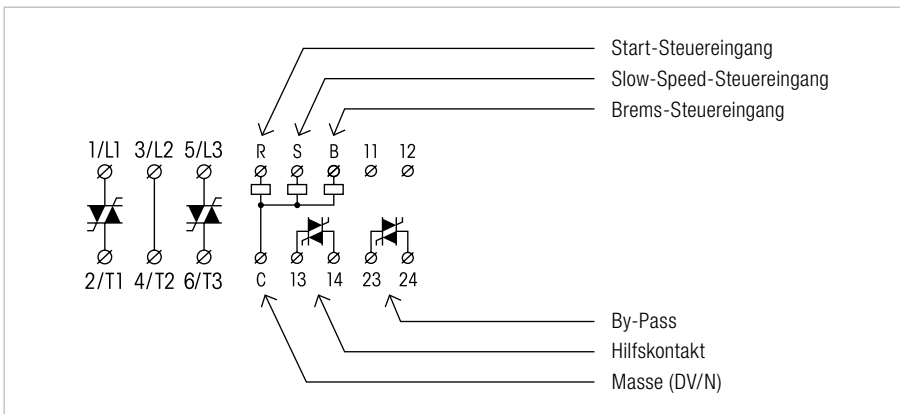 Start-Steuereingang
Slow-Speed-Steuereingang
Brems-Steuereingang
1/L1 3/L2 5/L3 R S B 11 12
2/T1 4/T2 6/T3 C 13 14 23 24
By-Pass
Hilfskontakt
Masse (DV/N)